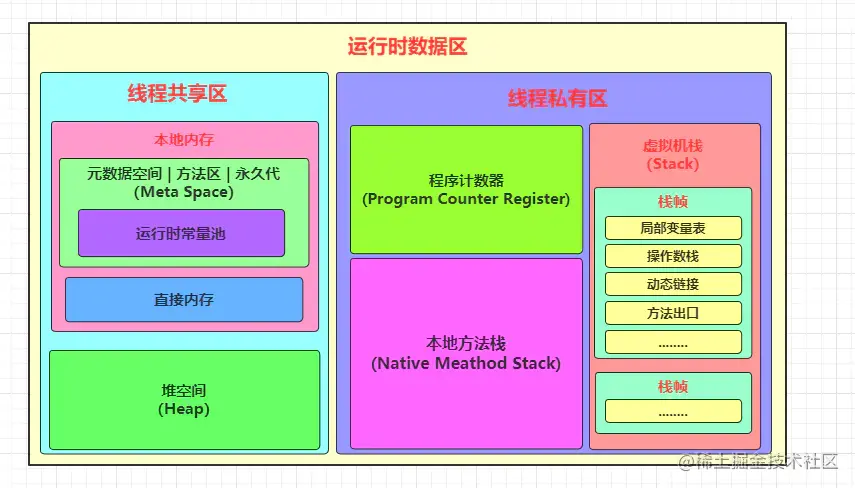 运行时数据区
线程共享区
本地内存
元数据空间 | 方法区 | 永久代
(Meta Space)
运行时常量池
直接内存
堆空间
(Heap)
线程私有区
程序计数器
(Program Counter Register)
本地方法栈
(Native Meathod Stack)
虚拟机栈
(Stack)
栈帧
局部变量表
操作数栈
动态链接
方法出口
........
栈帧
........
@稀土掘金技术社区